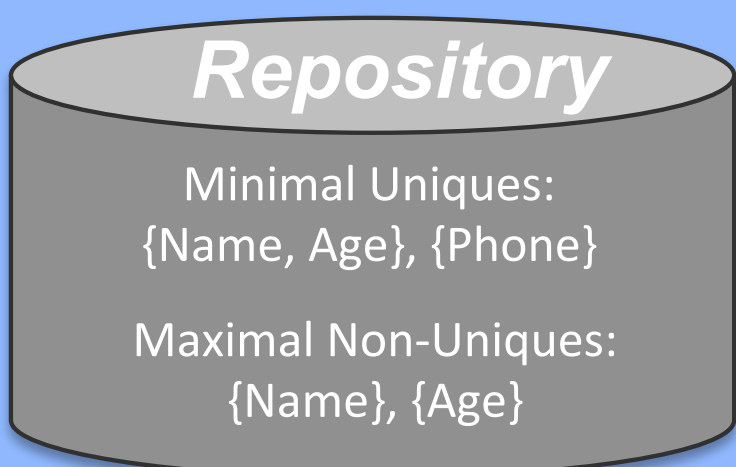 Repository
Minimal Uniques:
{Name, Age}, {Phone}
Maximal Non-Uniques:
{Name}, {Age}